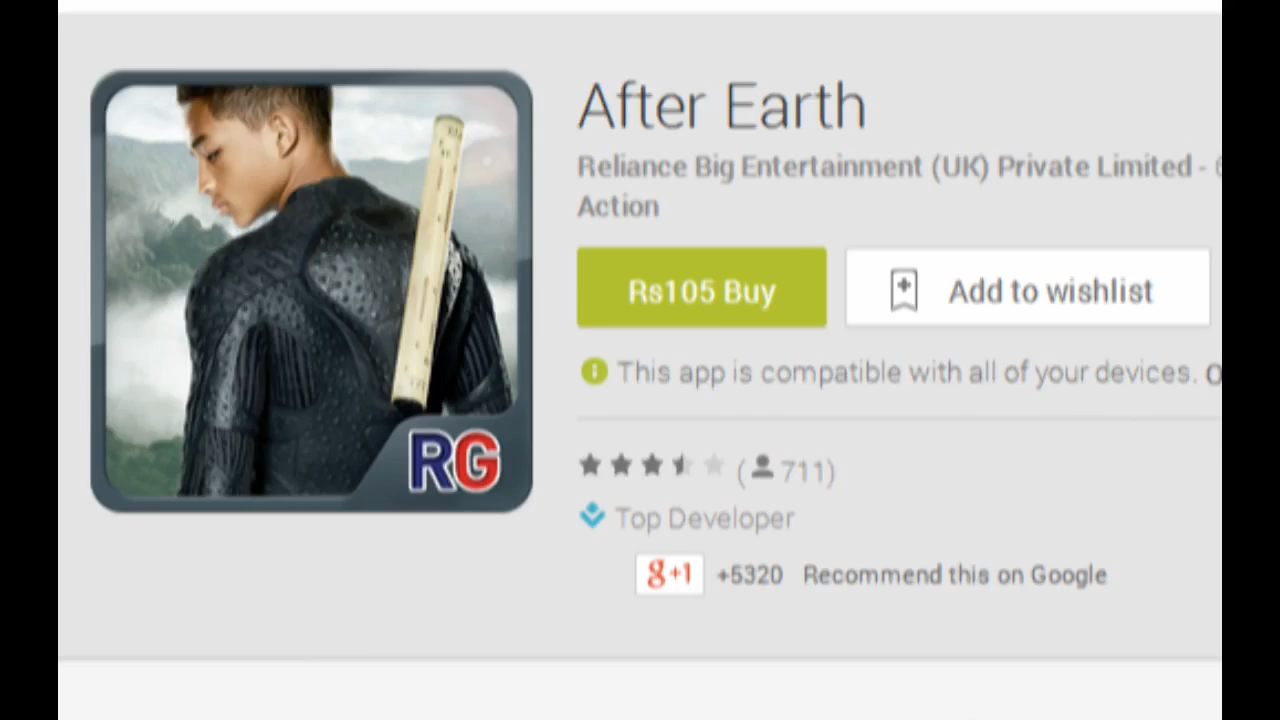 After Earth
Reliance Big Entertainment (UK) Private Limited -
Action
Rs105 Buy
Add to wishlist
This app is compatible with all of your devices.
RG
(711)
Top Developer
g+1 +5320 Recommend this on Google